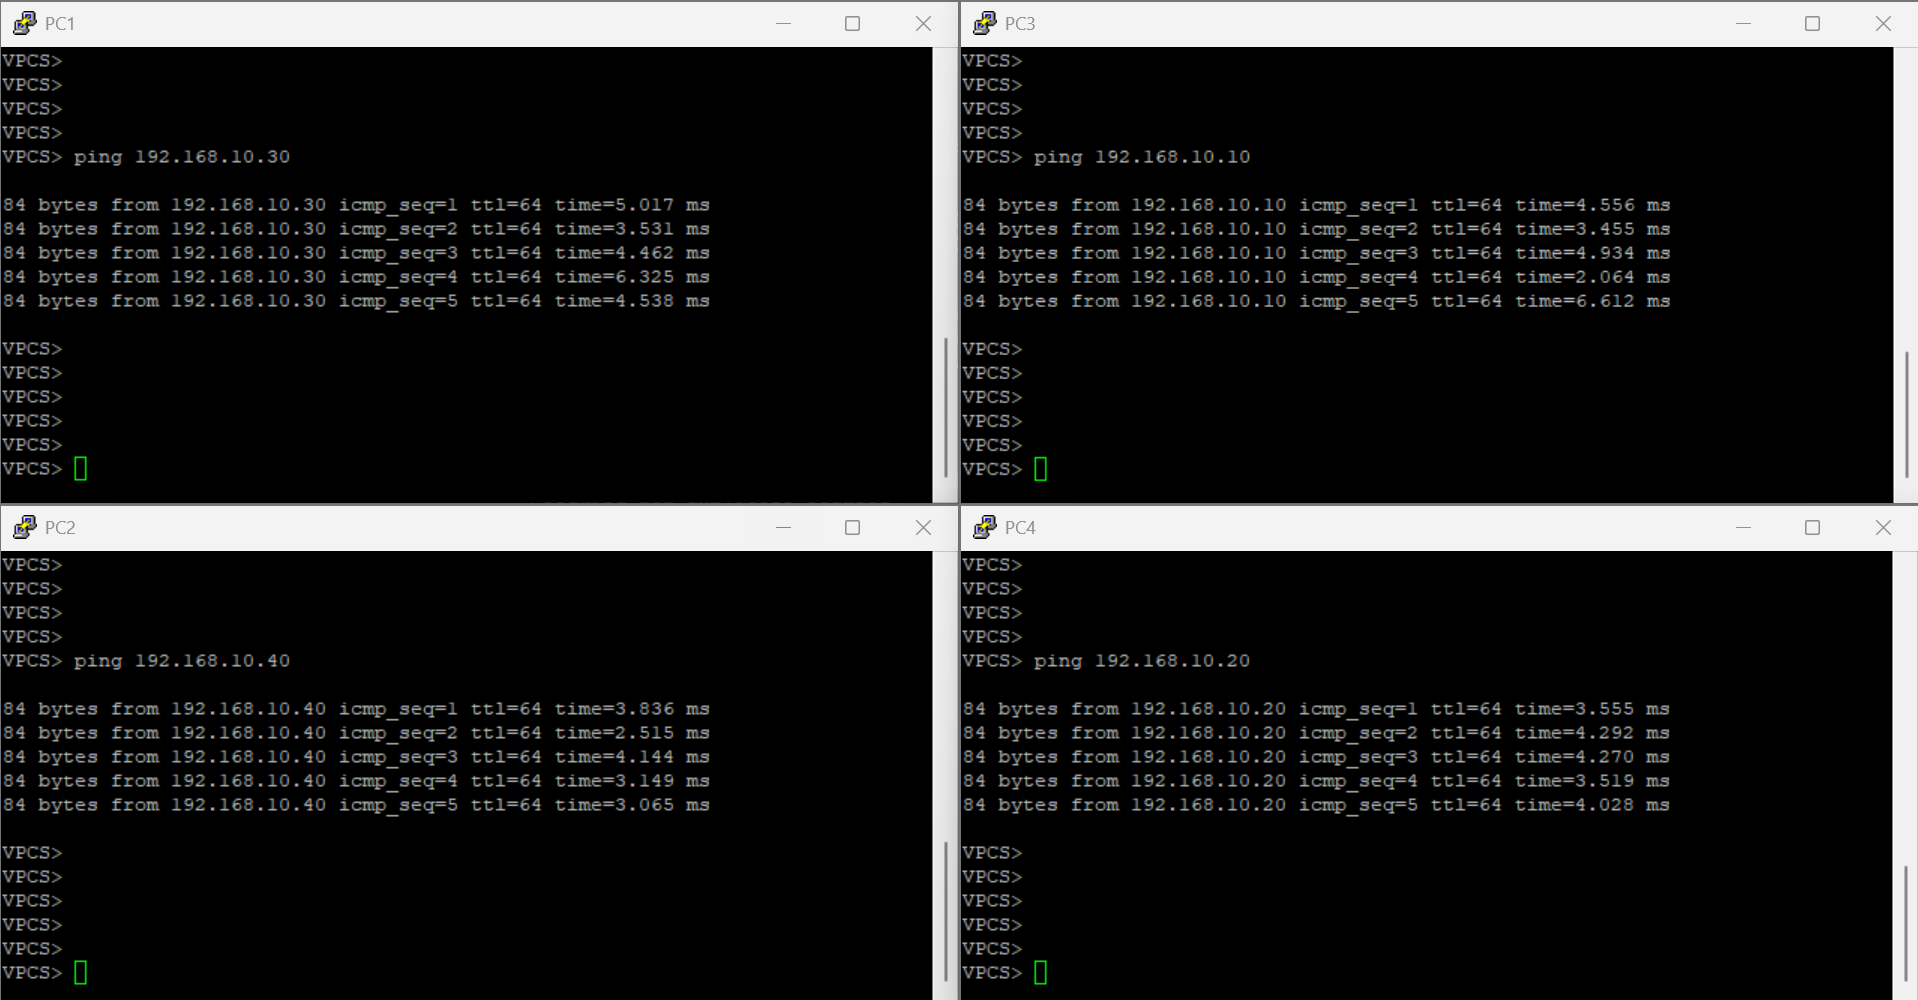 PC1
VPCS>
VPCS>
VPCS>
VPCS>
VPCS> ping 192.168.10.30
84 bytes from 192.168.10.30 icmp_seq=1 ttl=64 time=5.017 ms
84 bytes from 192.168.10.30 icmp_seq=2 ttl=64 time=3.531 ms
84 bytes from 192.168.10.30 icmp_seq=3 ttl=64 time=4.462 ms
84 bytes from 192.168.10.30 icmp_seq=4 ttl=64 time=6.325 ms
84 bytes from 192.168.10.30 icmp_seq=5 ttl=64 time=4.538 ms
VPCS>
VPCS>
VPCS>
VPCS>
VPCS>
VPCS>
PC3
VPCS>
VPCS>
VPCS>
VPCS>
VPCS> ping 192.168.10.10
84 bytes from 192.168.10.10 icmp_seq=1 ttl=64 time=4.556 ms
84 bytes from 192.168.10.10 icmp_seq=2 ttl=64 time=3.455 ms
84 bytes from 192.168.10.10 icmp_seq=3 ttl=64 time=4.934 ms
84 bytes from 192.168.10.10 icmp_seq=4 ttl=64 time=2.064 ms
84 bytes from 192.168.10.10 icmp_seq=5 ttl=64 time=6.612 ms
VPCS>
VPCS>
VPCS>
VPCS>
VPCS>
VPCS>
PC2
VPCS>
VPCS>
VPCS>
VPCS>
VPCS> ping 192.168.10.40
84 bytes from 192.168.10.40 icmp_seq=1 ttl=64 time=3.836 ms
84 bytes from 192.168.10.40 icmp_seq=2 ttl=64 time=2.515 ms
84 bytes from 192.168.10.40 icmp_seq=3 ttl=64 time=4.144 ms
84 bytes from 192.168.10.40 icmp_seq=4 ttl=64 time=3.149 ms
84 bytes from 192.168.10.40 icmp_seq=5 ttl=64 time=3.065 ms
VPCS>
VPCS>
VPCS>
VPCS>
VPCS>
VPCS>
PC4
VPCS>
VPCS>
VPCS>
VPCS>
VPCS> ping 192.168.10.20
84 bytes from 192.168.10.20 icmp_seq=1 ttl=64 time=3.555 ms
84 bytes from 192.168.10.20 icmp_seq=2 ttl=64 time=4.292 ms
84 bytes from 192.168.10.20 icmp_seq=3 ttl=64 time=4.270 ms
84 bytes from 192.168.10.20 icmp_seq=4 ttl=64 time=3.519 ms
84 bytes from 192.168.10.20 icmp_seq=5 ttl=64 time=4.028 ms
VPCS>
VPCS>
VPCS>
VPCS>
VPCS>
VPCS>